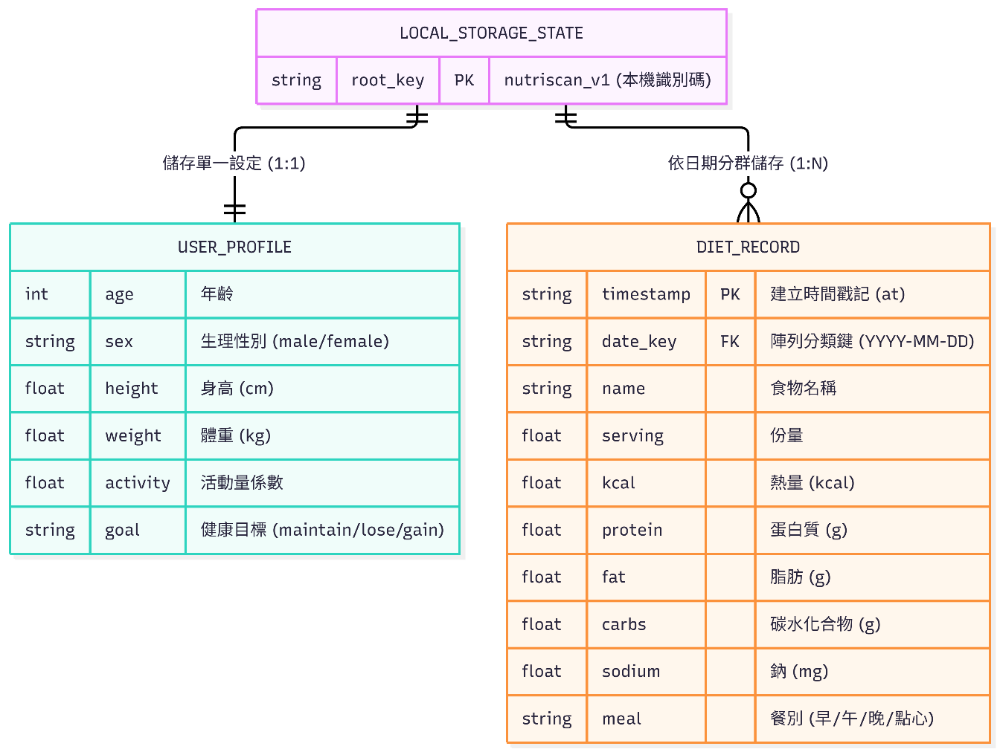 LOCAL_STORAGE_STATE
string root_key PK nutriscan_v1 (本機識別碼)
儲存單一設定 (1:1)
依日期分群儲存 (1:N)
USER_PROFILE
int age 年齡
string sex 生理性別 (male/female)
float height 身高 (cm)
float weight 體重 (kg)
float activity 活動量係數
string goal 健康目標 (maintain/lose/gain)
DIET_RECORD
string timestamp PK 建立時間戳記 (at)
string date_key FK 陣列分類鍵 (YYYY-MM-DD)
string name 食物名稱
float serving 份量
float kcal 熱量 (kcal)
float protein 蛋白質 (g)
float fat 脂肪 (g)
float carbs 碳水化合物 (g)
float sodium 鈉 (mg)
string meal 餐別 (早/午/晚/點心)